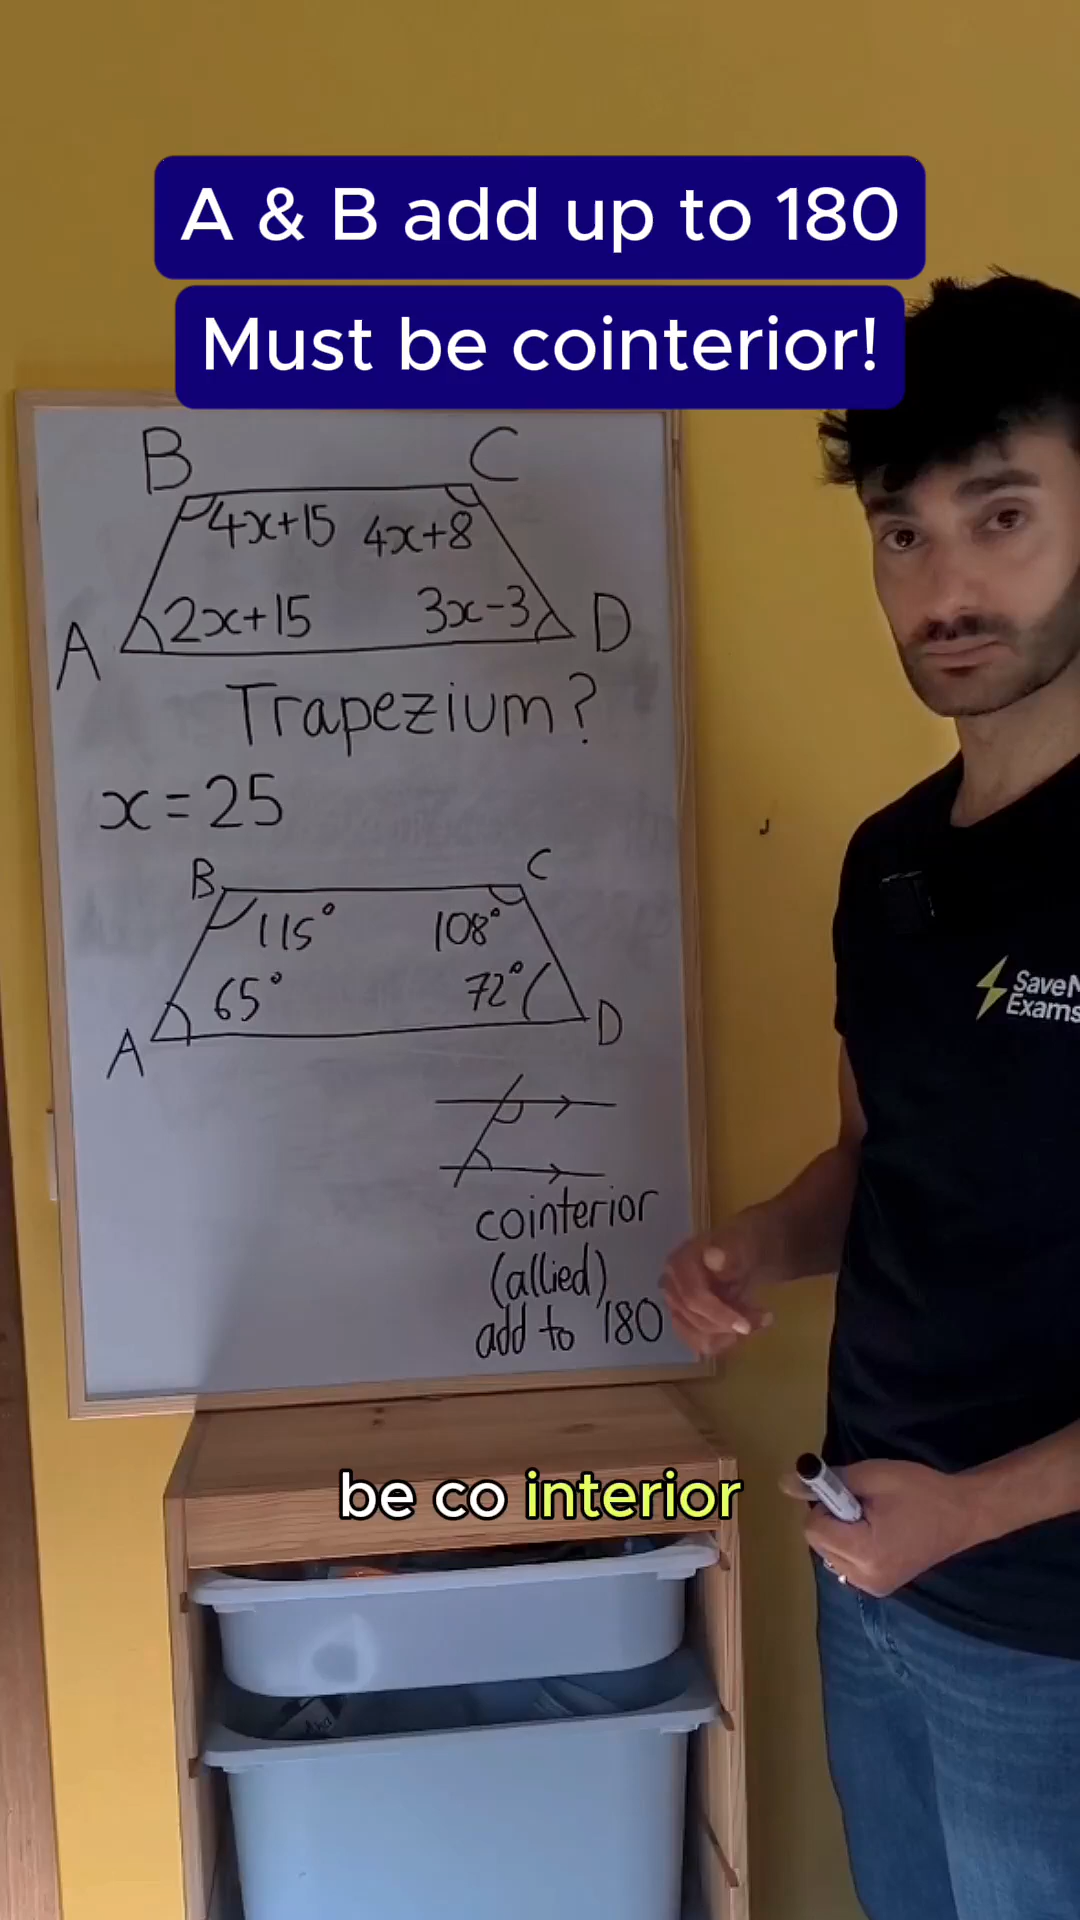 A & B add up to 180
Must be cointerior!
B C
4x+15 4x+8
A 2x+15 3x-3 D
Trapezium?
x=25
B C
115° 108°
65° 72°
A D
cointerior
(allied)
add to 180
Save
Exams
be co interior